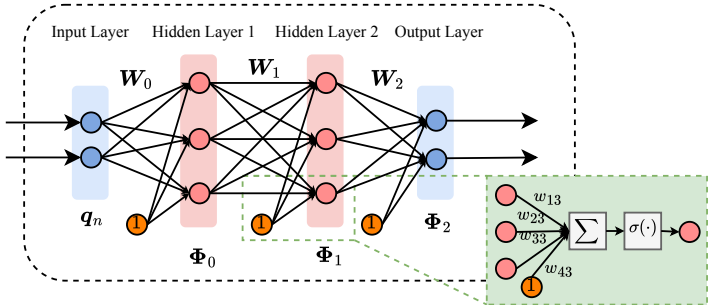 Input Layer Hidden Layer 1 Hidden Layer 2 Output Layer
W₀ W₁ W₂
qₙ 1 1 1 Φ₂
Φ₀ Φ₁
w₁₃
w₂₃
w₃₃
w₄₃
∑ σ(·)
1